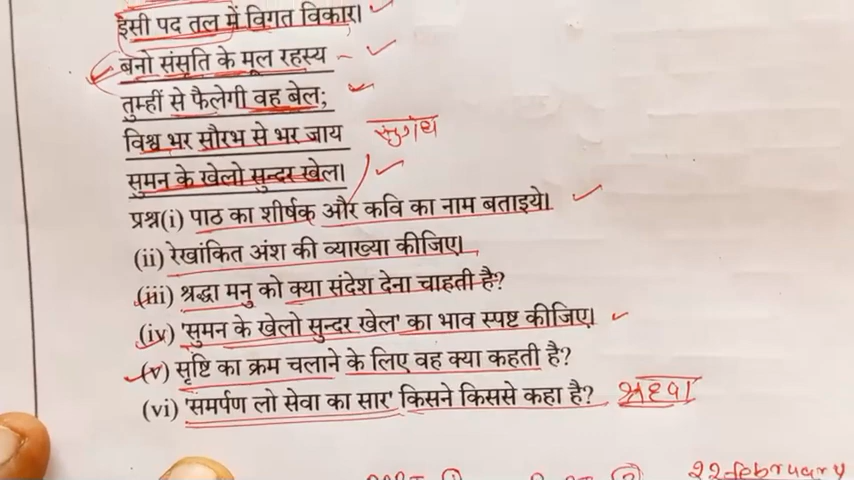 इसी पद तल में विगत विकार।
बनो संसृति के मूल रहस्य
तुम्हीं से फैलेगी वह बेल;
विश्व भर सौरभ से भर जाय सुगंध
सुमन के खेलो सुन्दर खेल।
प्रश्न(i) पाठ का शीर्षक और कवि का नाम बताइये।
(ii) रेखांकित अंश की व्याख्या कीजिए।
(iii) श्रद्धा मनु को क्या संदेश देना चाहती है?
(iv) 'सुमन के खेलो सुन्दर खेल' का भाव स्पष्ट कीजिए।
(v) सृष्टि का क्रम चलाने के लिए वह क्या कहती है?
(vi) 'समर्पण लो सेवा का सार' किसने किससे कहा है?
22 february